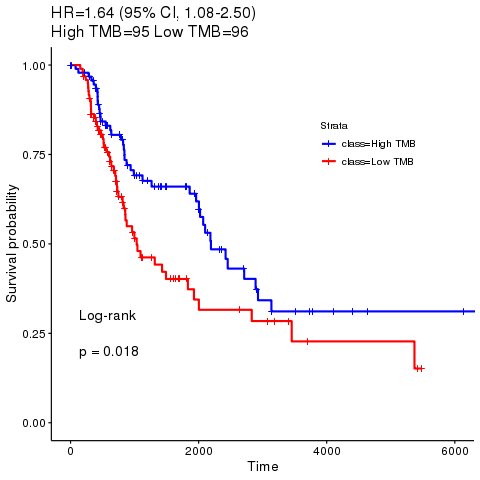 HR=1.64 (95% CI, 1.08-2.50)
High TMB=95 Low TMB=96
1.00
0.75
0.50
0.25
0.00
Survival probability
Strata
class=High TMB
class=Low TMB
Log-rank
p = 0.018
0
2000
4000
6000
Time